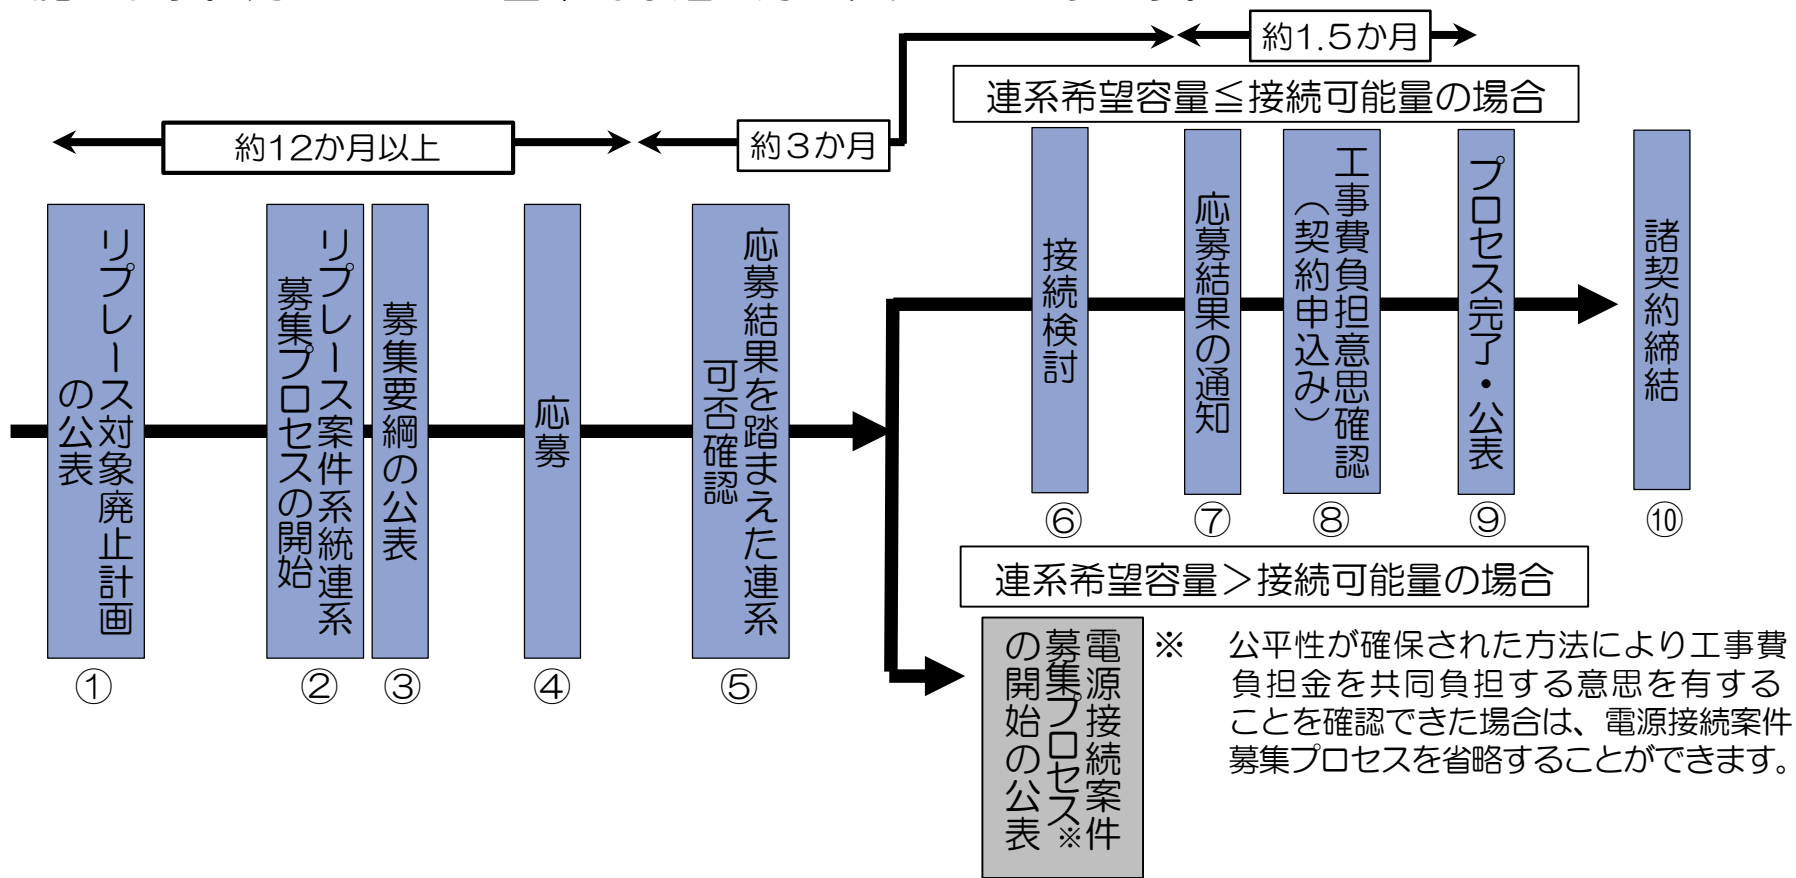 約1.5か月
連系希望容量≦接続可能量の場合
約12か月以上
約3か月
リプレース対象廃止計画
の公表
①
リプレース案件系統連系
募集プロセスの開始
②
募集要綱の公表
③
応募
④
応募結果を踏まえた連系
可否確認
⑤
接続検討
⑥
応募結果の通知
⑦
工事費負担意思確認
（契約申込み）
⑧
プロセス完了・公表
⑨
諸契約締結
⑩
連系希望容量＞接続可能量の場合
電源接続案件
募集プロセス※
の開始の公表
※ 公平性が確保された方法により工事費
負担金を共同負担する意思を有する
ことを確認できた場合は、電源接続案件
募集プロセスを省略することができます。